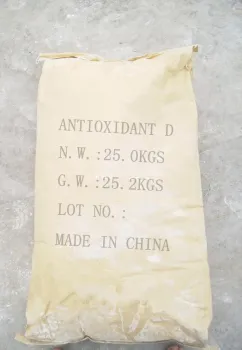 ANTIOXIDANT D
N.W.:25.0KGS
G.W.:25.2KGS
LOT NO.:
MADE IN CHINA